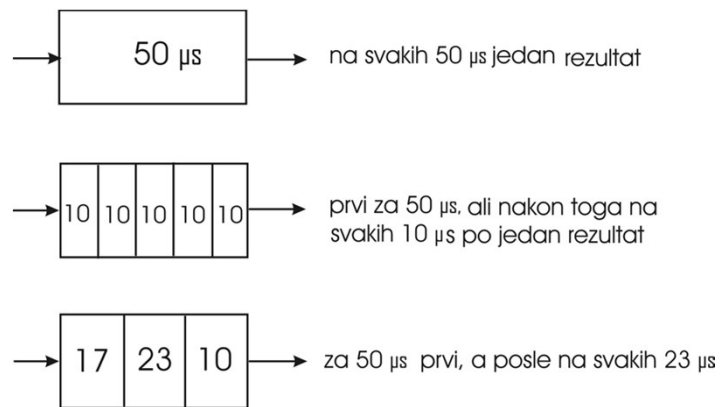 50 μs
na svakih 50 μs jedan rezultat
10 10 10 10 10
prvi za 50 μs, ali nakon toga na
svakih 10 μs po jedan rezultat
17 23 10
za 50 μs prvi, a posle na svakih 23 μs